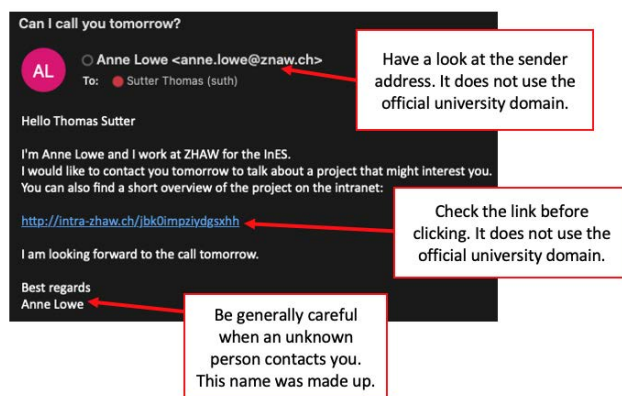 Can I call you tomorrow?
AL
Anne Lowe <anne.lowe@znaw.ch>
To: Sutter Thomas (suth)
Have a look at the sender
address. It does not use the
official university domain.
Hello Thomas Sutter
I'm Anne Lowe and I work at ZHAW for the InES.
I would like to contact you tomorrow to talk about a project that might interest you.
You can also find a short overview of the project on the intranet:
http://intra-zhaw.ch/jbk0impziydgsxhh
Check the link before
clicking. It does not use the
official university domain.
I am looking forward to the call tomorrow.
Best regards
Anne Lowe
Be generally careful
when an unknown
person contacts you.
This name was made up.